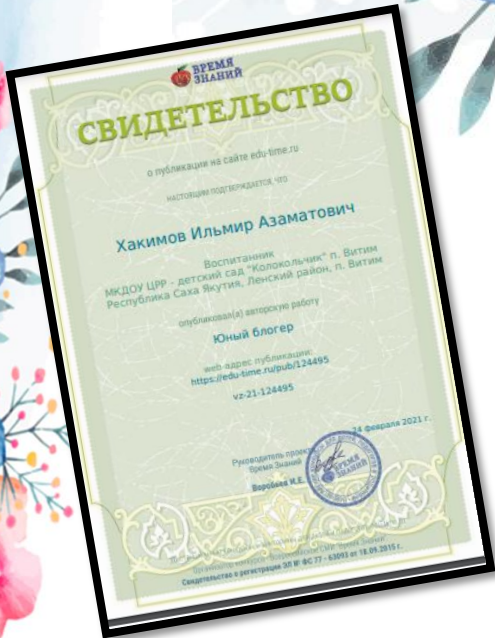 ВРЕМЯ
ЗНАНИЙ
СВИДЕТЕЛЬСТВО
о публикации на сайте edu-time.ru
НАСТОЯЩИМ ПОДТВЕРЖДАЕТСЯ, ЧТО
Хакимов Ильмир Азаматович
Воспитанник
МКДОУ ЦРР - детский сад "Колокольчик" п. Витим
Республика Саха Якутия, Ленский район, п. Витим
опубликовал(а) авторскую работу
Юный блогер
web-адрес публикации:
https://edu-time.ru/pub/124495
vz-21-124495
24 февраля 2021 г.
Руководитель проекта
Время Знаний
Воробьев И.Е.
ВРЕМЯ
ЗНАНИЙ
Свидетельство о регистрации ЭЛ № ФС 77 - 63093 от 18.09.2015 г.